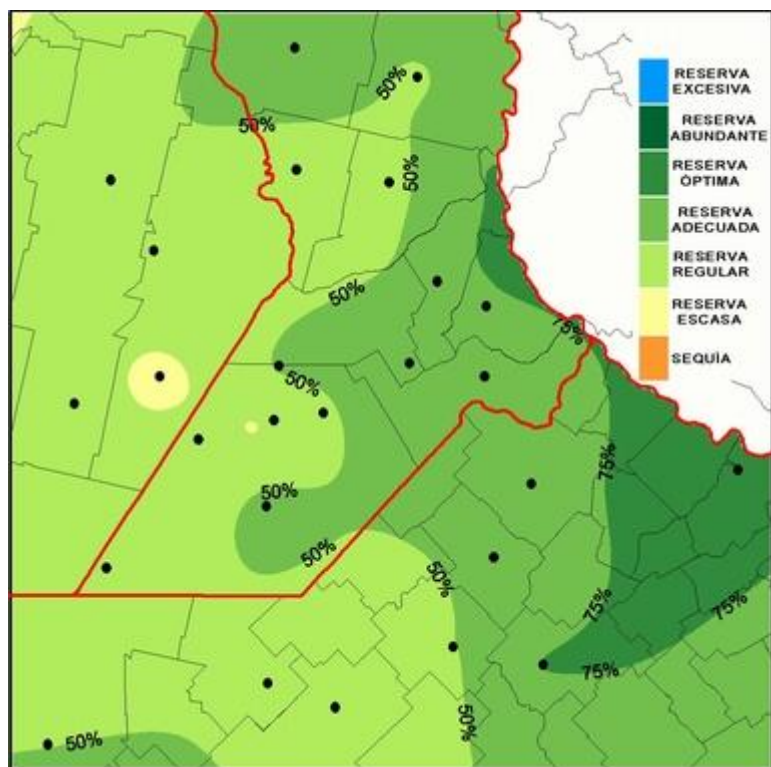 RESERVA
EXCESIVA
RESERVA
ABUNDANTE
RESERVA
ÓPTIMA
RESERVA
ADECUADA
RESERVA
REGULAR
RESERVA
ESCASA
SEQUÌA
50%
50%
50%
50%
75%
50%
75%
50%
50%
50%
75%
75%
75%
50%
50%